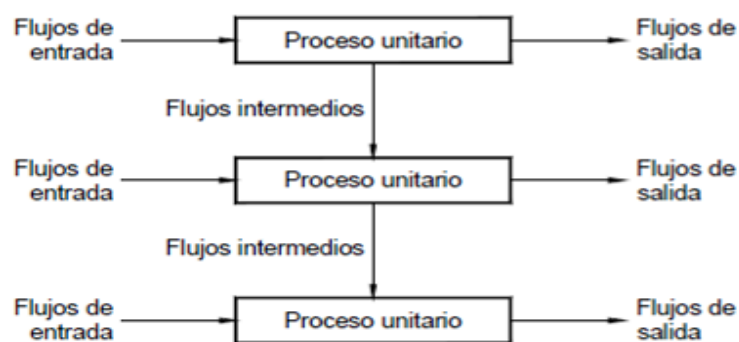 Flujos de
entrada
Proceso unitario
Flujos de
salida
Flujos intermedios
Flujos de
entrada
Proceso unitario
Flujos de
salida
Flujos intermedios
Flujos de
entrada
Proceso unitario
Flujos de
salida